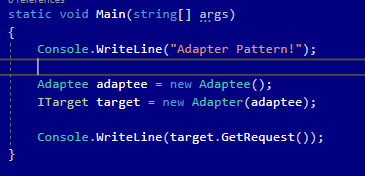 0 references
static void Main(string[] args)
{
Console.WriteLine("Adapter Pattern!");
Adaptee adaptee = new Adaptee();
ITarget target = new Adapter(adaptee);
Console.WriteLine(target.GetRequest());
}